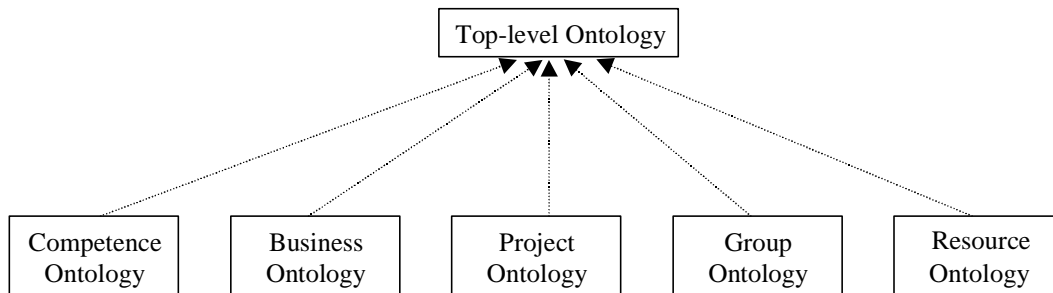 Top-level Ontology
Competence
Ontology
Business
Ontology
Project
Ontology
Group
Ontology
Resource
Ontology